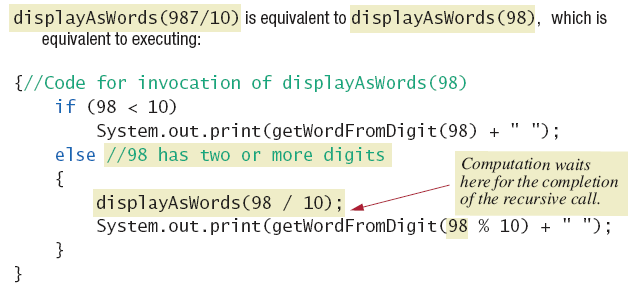 displayAsWords(987/10) is equivalent to displayAsWords(98), which is
equivalent to executing:
{//Code for invocation of displayAsWords(98)
    if (98 < 10)
        System.out.print(getWordFromDigit(98) + " ");
    else //98 has two or more digits
    {
        displayAsWords(98 / 10);
        System.out.print(getWordFromDigit(98 % 10) + " ");
    }
}
Computation waits
here for the completion
of the recursive call.